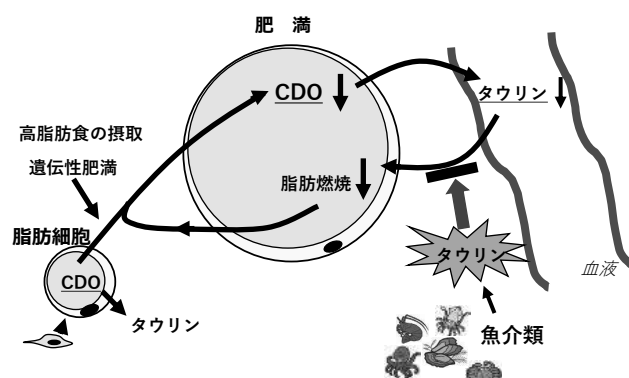 肥 満
CDO
タウリン
高脂肪食の摂取
遺伝性肥満
脂肪燃焼
脂肪細胞
タウリン
CDO
血液
タウリン
魚介類